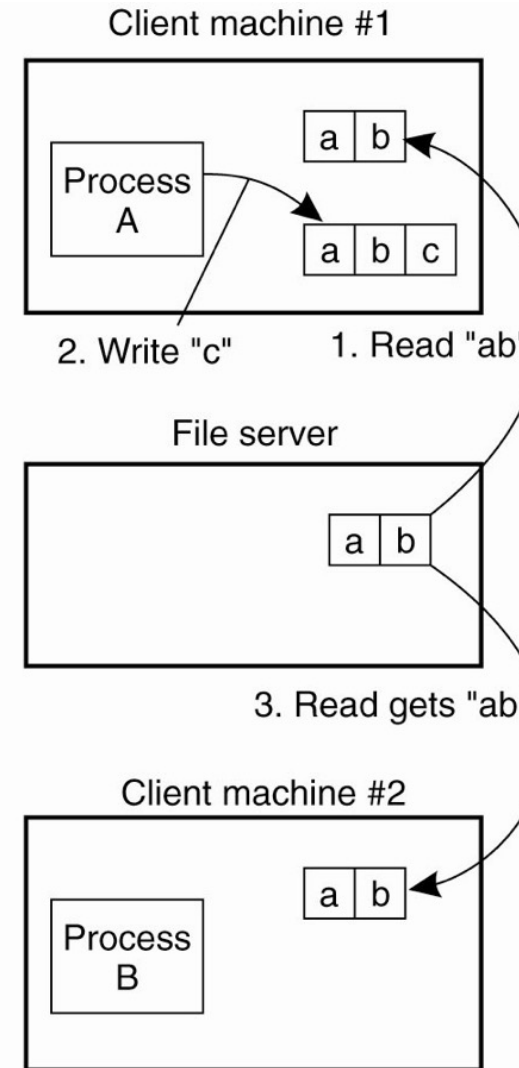 Client machine #1
a b
Process
A
a b c
2. Write "c"
1. Read "ab"
File server
a b
3. Read gets "ab
Client machine #2
a b
Process
B